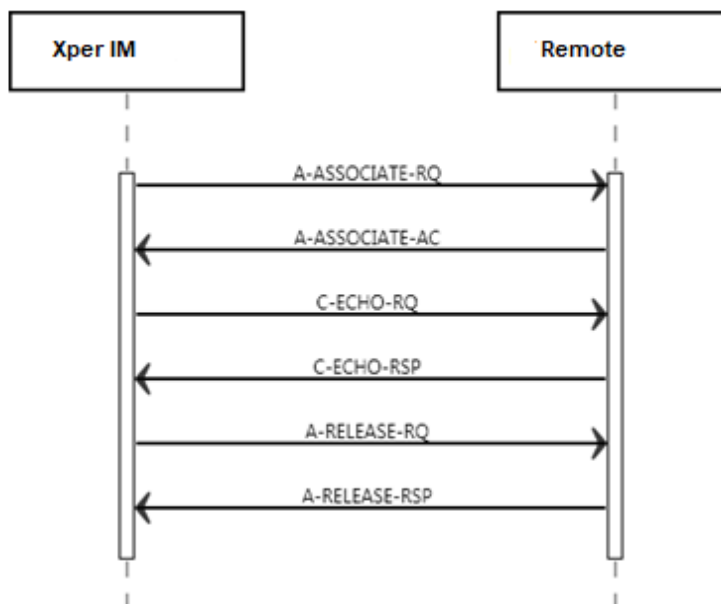 Xper IM
Remote
A-ASSOCIATE-RQ
A-ASSOCIATE-AC
C-ECHO-RQ
C-ECHO-RSP
A-RELEASE-RQ
A-RELEASE-RSP